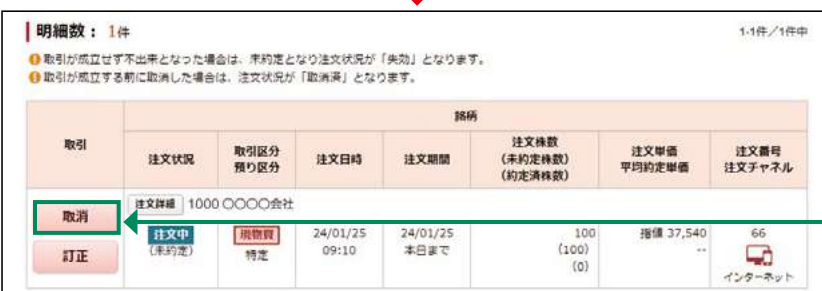 明細数： 1件
1-1件／1件中
取引が成立せず不出来となった場合は、未約定となり注文状況が「失効」となります。
取引が成立する前に取消した場合は、注文状況が「取消済」となります。
取引
銘柄
注文状況
取引区分
預り区分
注文日時
注文期間
注文株数
(未約定株数)
(約定済株数)
注文単価
平均約定単価
注文番号
注文チャネル
取消
訂正
注文詳細 1000 〇〇〇〇会社
注文中
(未約定)
現物買
特定
24/01/25
09:10
24/01/25
本日まで
100
(100)
(0)
指値 37,540
--
66
インターネット